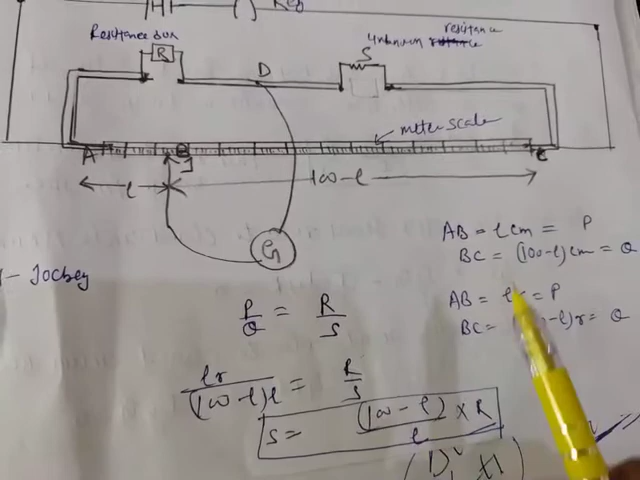 ( ) Key
Resistance box
R
D
unknown resistance
S
meter scale
A
B
J
C
l
100-l
G
J - Jockey
AB = l cm = P
BC = (100-l)cm = Q
AB = lr = P
BC = (100-l)r = Q
P/Q = R/S
lr/(100-l)r = R/S
S = (100-l) × R / l